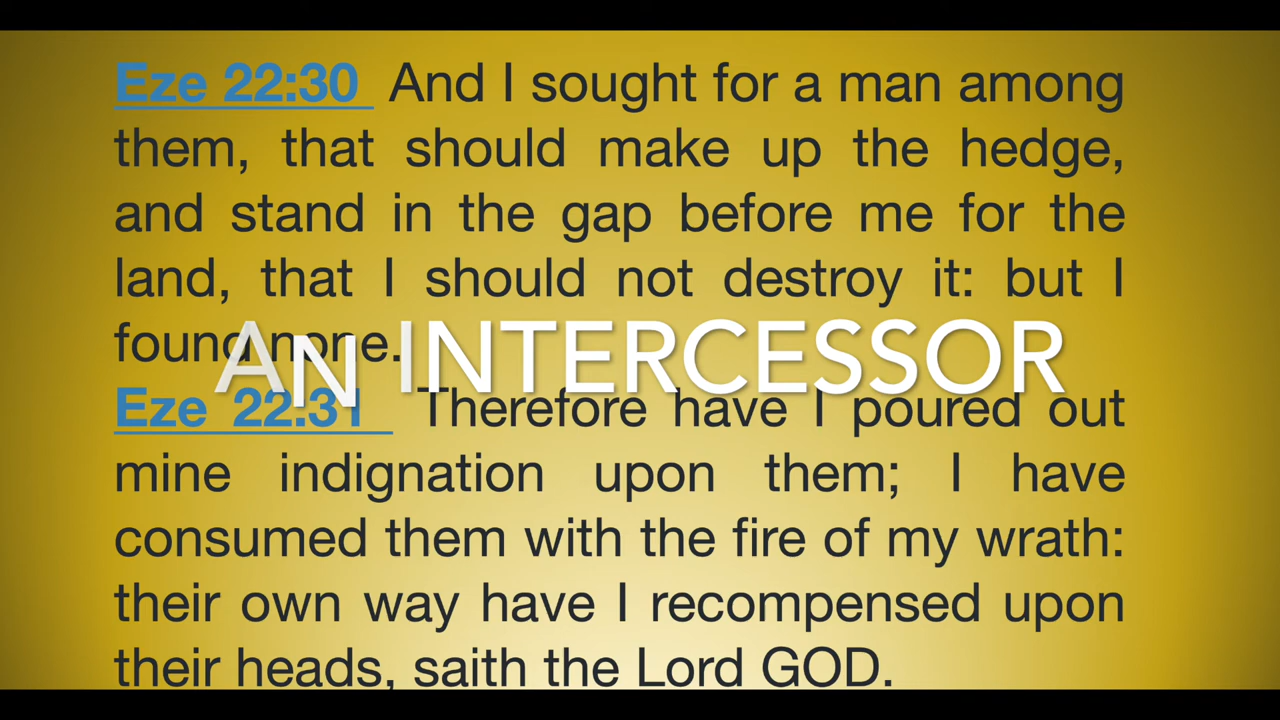 Eze 22:30 And I sought for a man among
them, that should make up the hedge,
and stand in the gap before me for the
land, that I should not destroy it: but I
found none.
AN INTERCESSOR
Eze 22:31 Therefore have I poured out
mine indignation upon them; I have
consumed them with the fire of my wrath:
their own way have I recompensed upon
their heads, saith the Lord GOD.